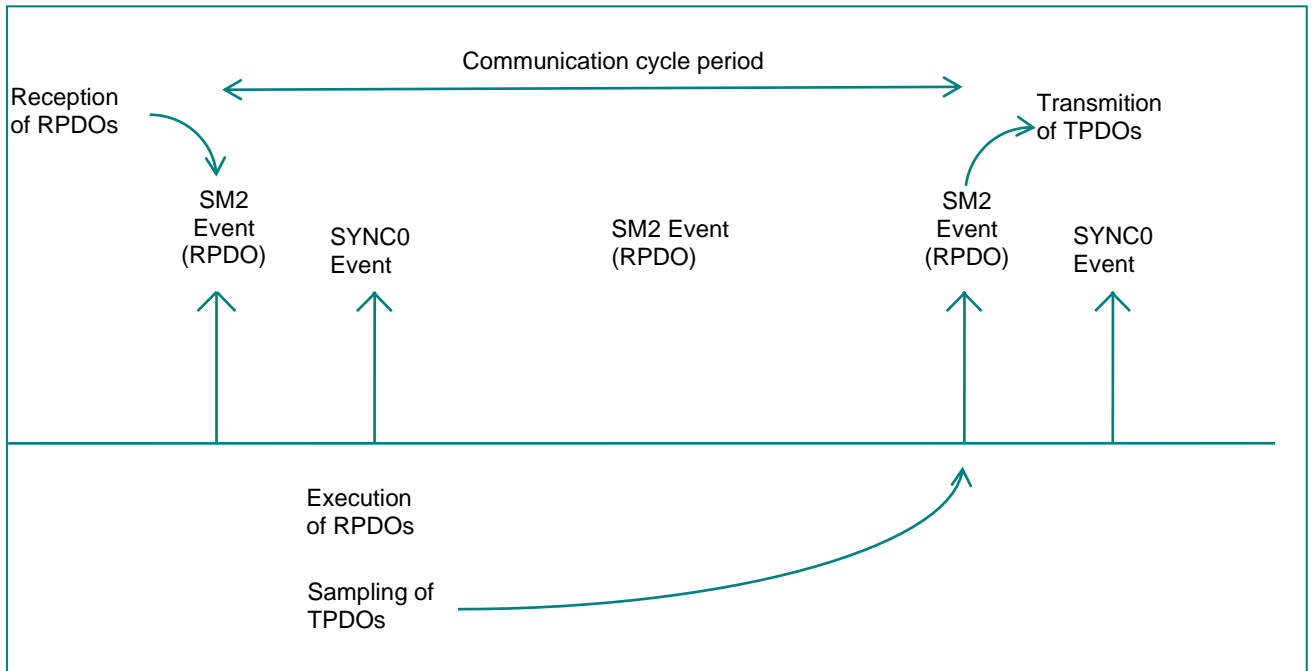 Communication cycle period
Reception
of RPDOs
Transmition
of TPDOs
SM2
Event
(RPDO)
SYNC0
Event
SM2 Event
(RPDO)
SM2
Event
(RPDO)
SYNC0
Event
Execution
of RPDOs
Sampling of
TPDOs